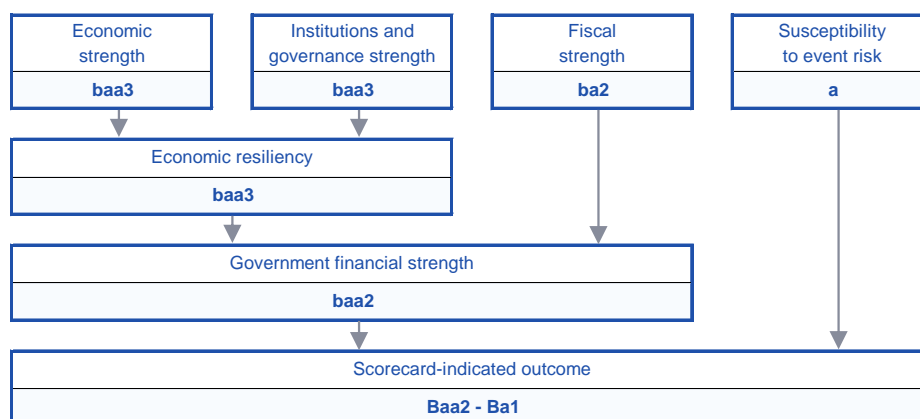 Economic
strength
baa3
Institutions and
governance strength
baa3
Fiscal
strength
ba2
Susceptibility
to event risk
a
Economic resiliency
baa3
Government financial strength
baa2
Scorecard-indicated outcome
Baa2 - Ba1